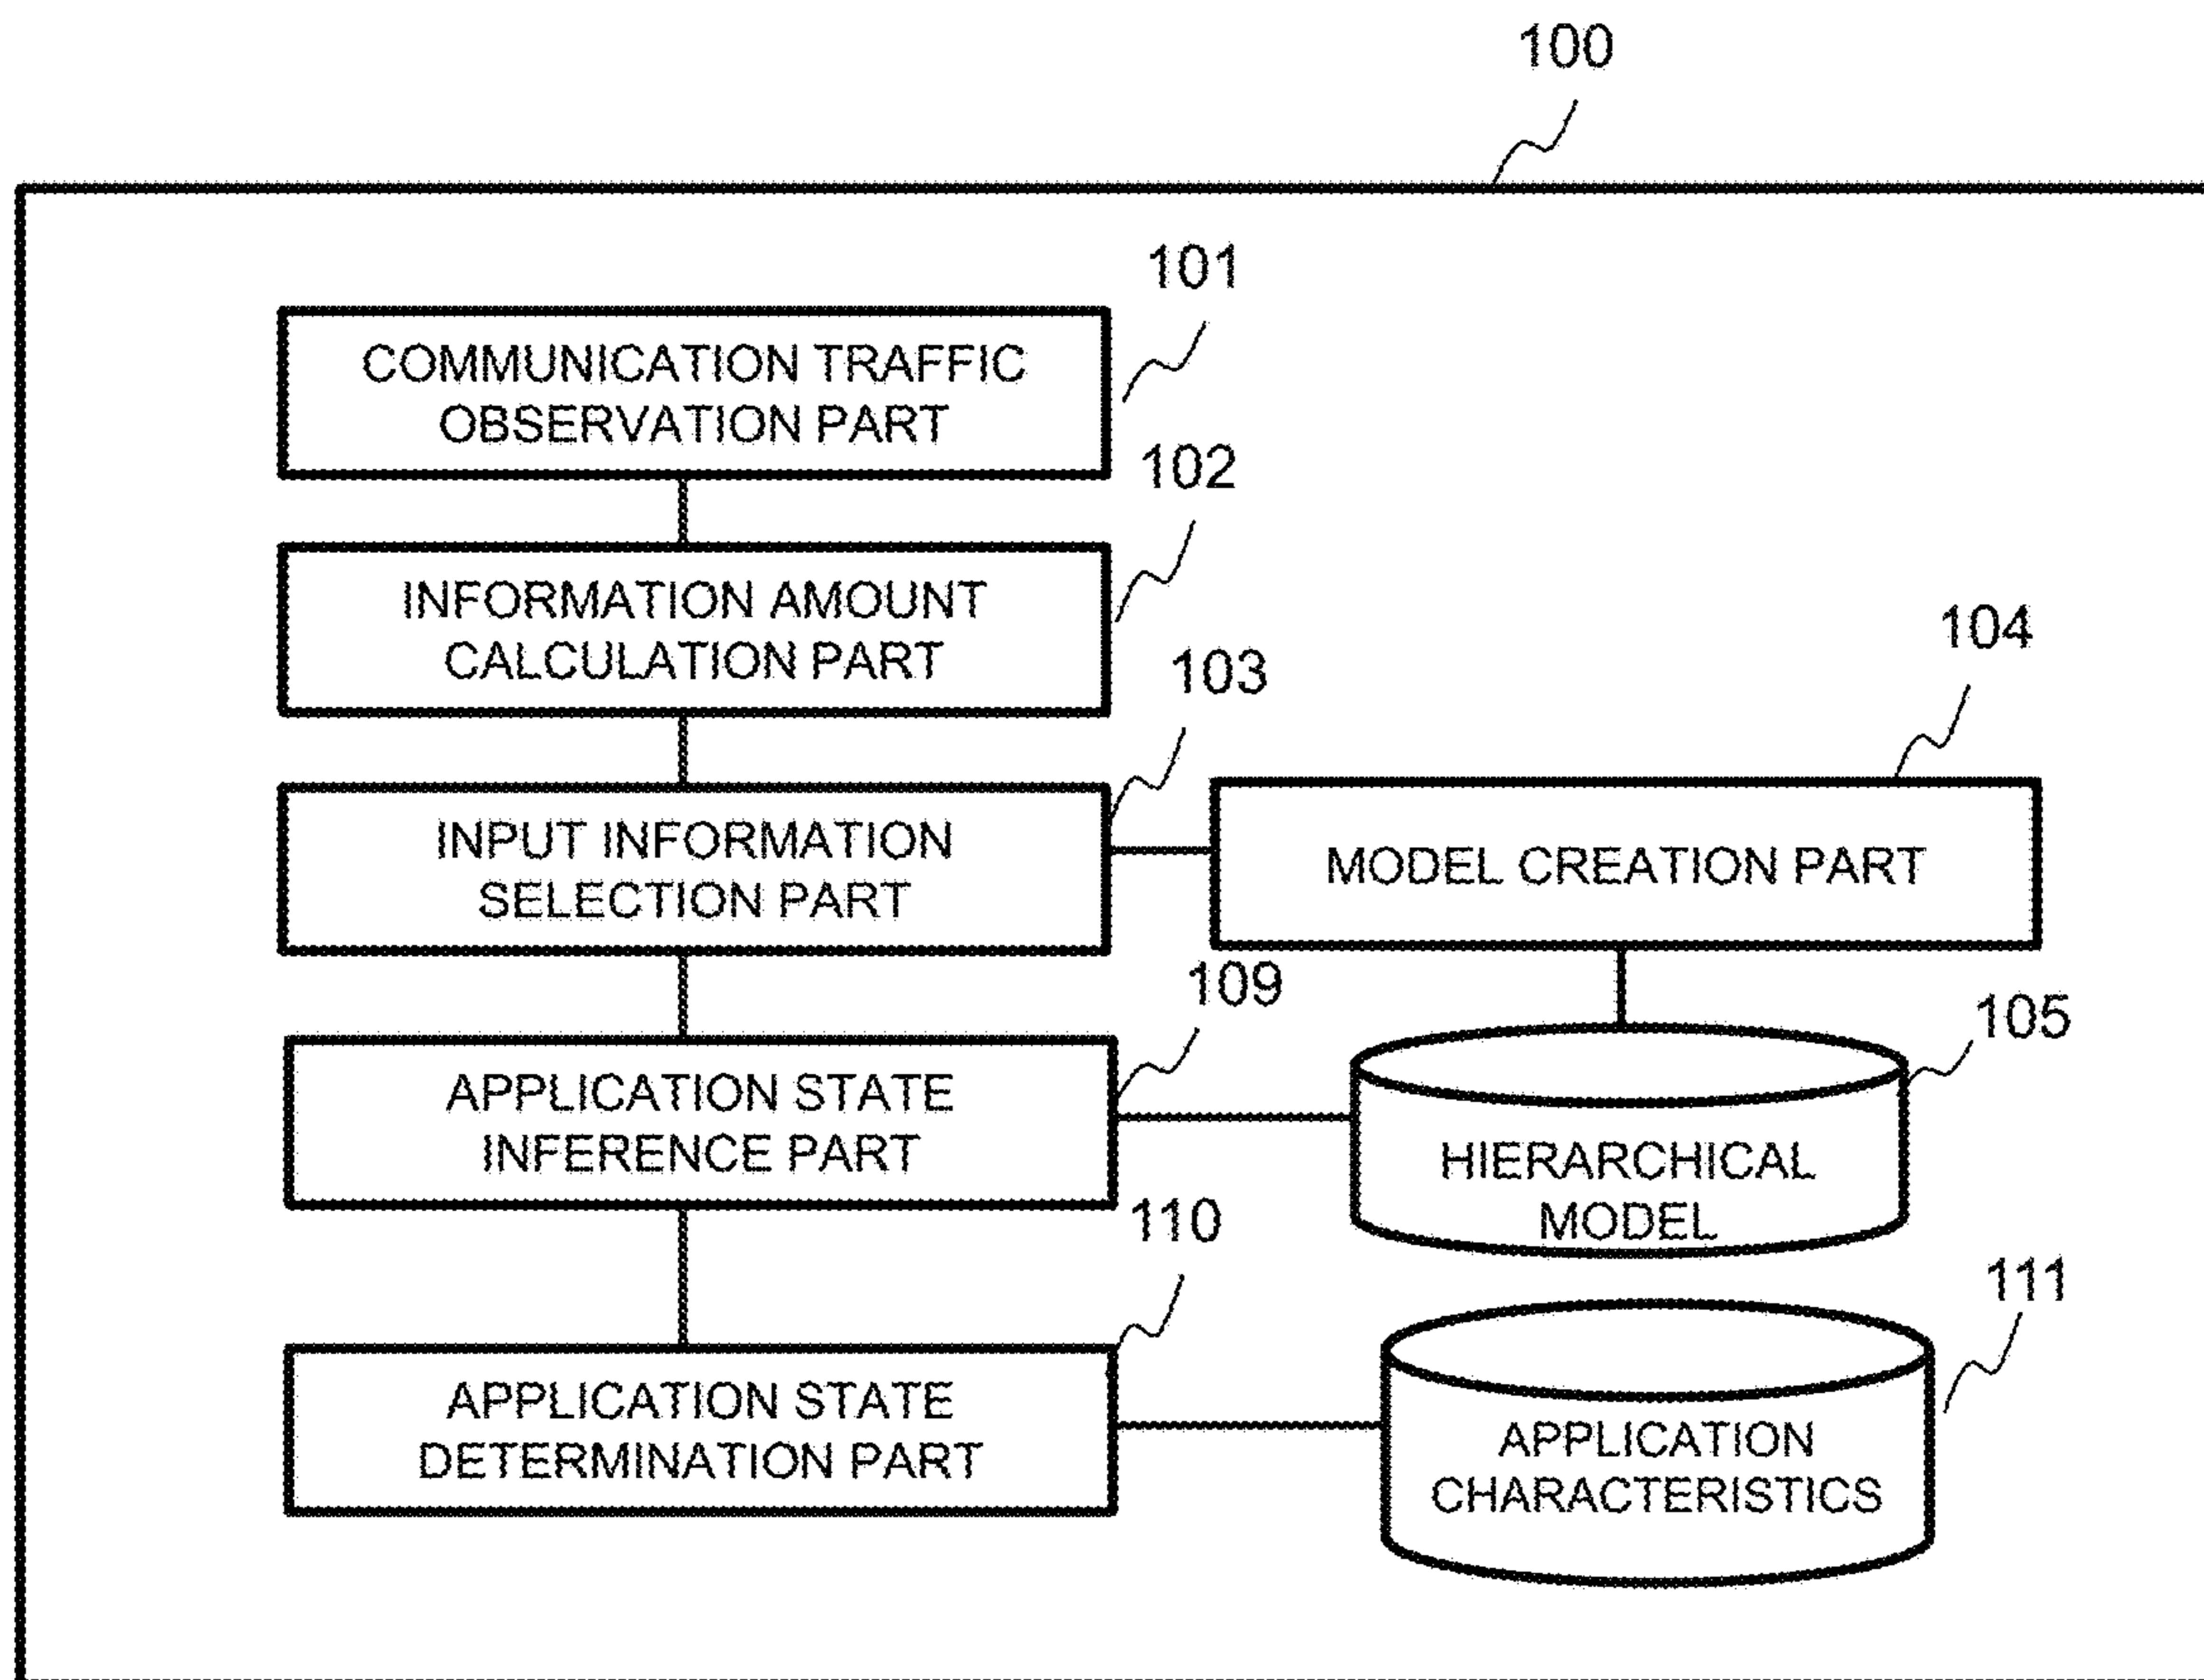 100
101
COMMUNICATION TRAFFIC
OBSERVATION PART
102
INFORMATION AMOUNT
CALCULATION PART
103
INPUT INFORMATION
SELECTION PART
104
MODEL CREATION PART
109
APPLICATION STATE
INFERENCE PART
105
HIERARCHICAL
MODEL
110
APPLICATION STATE
DETERMINATION PART
111
APPLICATION
CHARACTERISTICS